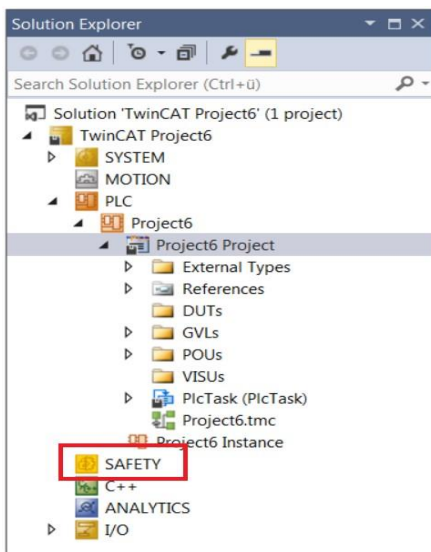 Solution Explorer
Search Solution Explorer (Ctrl+ü)
Solution 'TwinCAT Project6' (1 project)
TwinCAT Project6
SYSTEM
MOTION
PLC
Project6
Project6 Project
External Types
References
DUTs
GVLs
POUs
VISUs
PlcTask (PlcTask)
Project6.tmc
Project6 Instance
SAFETY
C++
ANALYTICS
I/O